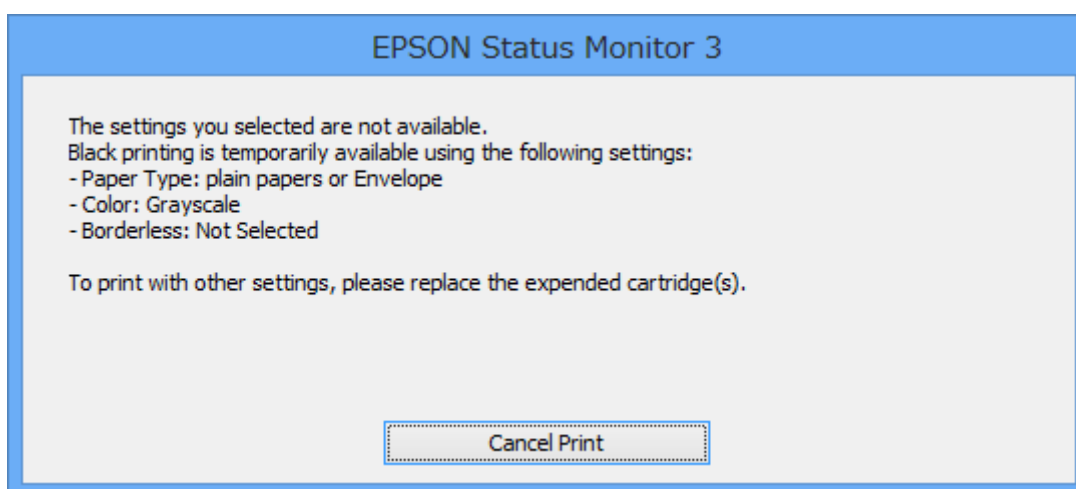 EPSON Status Monitor 3
The settings you selected are not available.
Black printing is temporarily available using the following settings:
- Paper Type: plain papers or Envelope
- Color: Grayscale
- Borderless: Not Selected
To print with other settings, please replace the expended cartridge(s).
Cancel Print